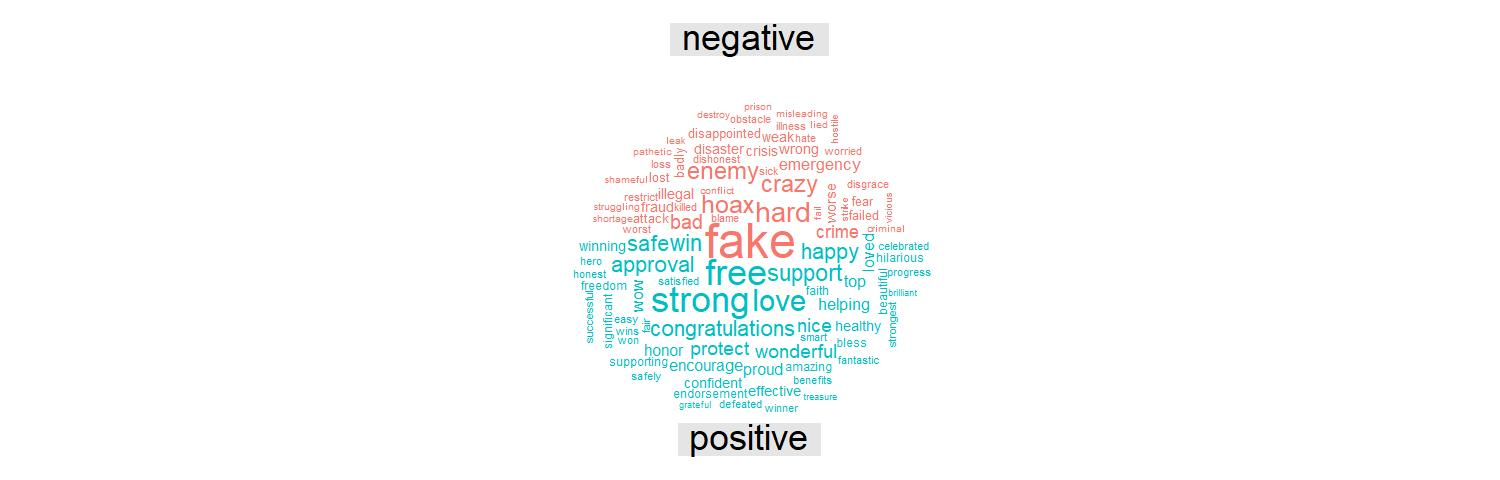 negative
prison
destroy obstacle misleading
illness lied hostile
disappointed weak hate
leak
pathetic badly disaster crisis wrong worried
loss dishonest emergency
shameful lost enemy sick
crazy disgrace
restrict illegal conflict worse
struggling fraud killed hoax hard fail strike fear vicious
shortage attack bad blame failed
worst fake crime criminal
winning safe win happy loved celebrated
hero approval hilarious
honest free support progress
freedom wow satisfied top beautiful
faith brilliant
successful significant strong love helping strongest
easy fair congratulations nice healthy
wins
won smart bless
honor protect wonderful
supporting encourage proud amazing fantastic
safely confident benefits
endorsement effective treasure
grateful defeated winner
positive